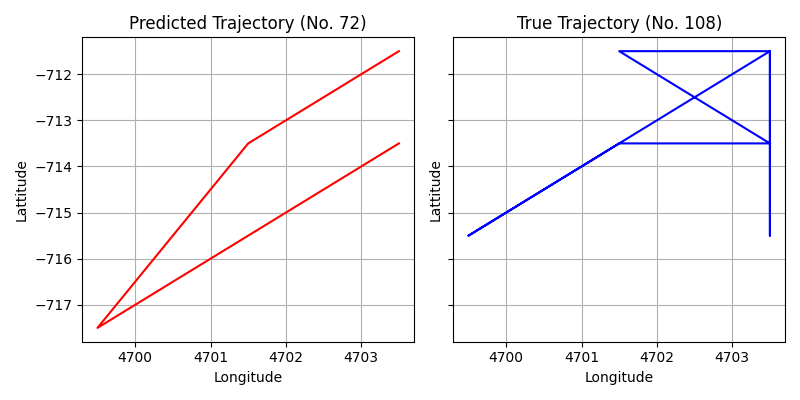 Predicted Trajectory (No. 72)
True Trajectory (No. 108)
Lattitude
−712
−713
−714
−715
−716
−717
4700
4701
4702
4703
Longitude
Lattitude
4700
4701
4702
4703
Longitude